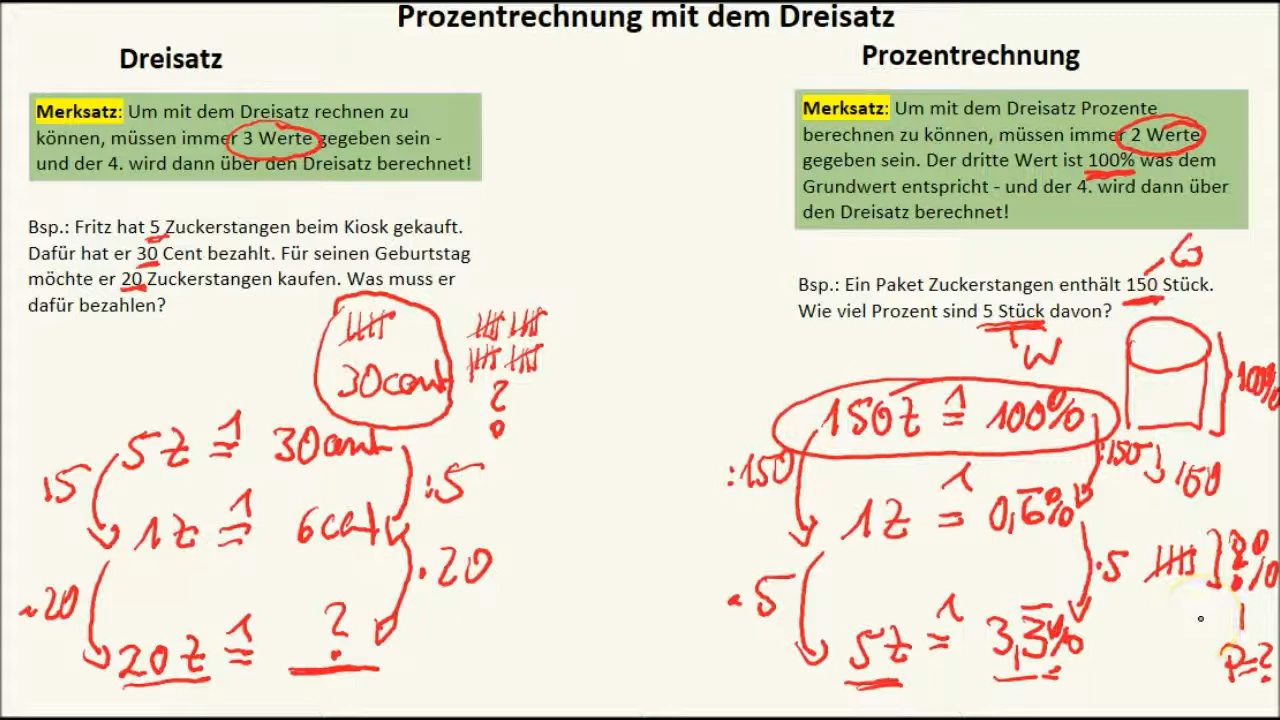 Prozentrechnung mit dem Dreisatz
Dreisatz
Merksatz: Um mit dem Dreisatz rechnen zu
können, müssen immer 3 Werte gegeben sein -
und der 4. wird dann über den Dreisatz berechnet!
Bsp.: Fritz hat 5 Zuckerstangen beim Kiosk gekauft.
Dafür hat er 30 Cent bezahlt. Für seinen Geburtstag
möchte er 20 Zuckerstangen kaufen. Was muss er
dafür bezahlen?
30cent
?
5 Z ≙ 30cent
:5
:5
1 Z ≙ 6cent
·20
·20
20 Z ≙ ?
Prozentrechnung
Merksatz: Um mit dem Dreisatz Prozente
berechnen zu können, müssen immer 2 Werte
gegeben sein. Der dritte Wert ist 100% was dem
Grundwert entspricht - und der 4. wird dann über
den Dreisatz berechnet!
G
Bsp.: Ein Paket Zuckerstangen enthält 150 Stück.
Wie viel Prozent sind 5 Stück davon?
W
100%
150 Z ≙ 100%
:150
:150
150
1 Z ≙ 0,6̅%
·5
·5
?%
5 Z ≙ 3,3̅%
P=?